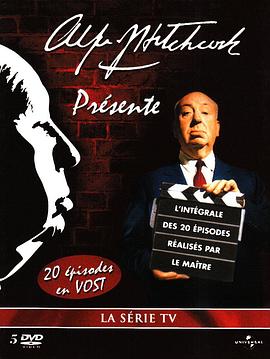 Alfred Hitchcock
Présente
L'INTÉGRALE
DES 20 ÉPISODES
RÉALISÉS PAR
LE MAÎTRE
20 épisodes
en VOST
LA SÉRIE TV
5 DVD
VIDEO
UNIVERSAL